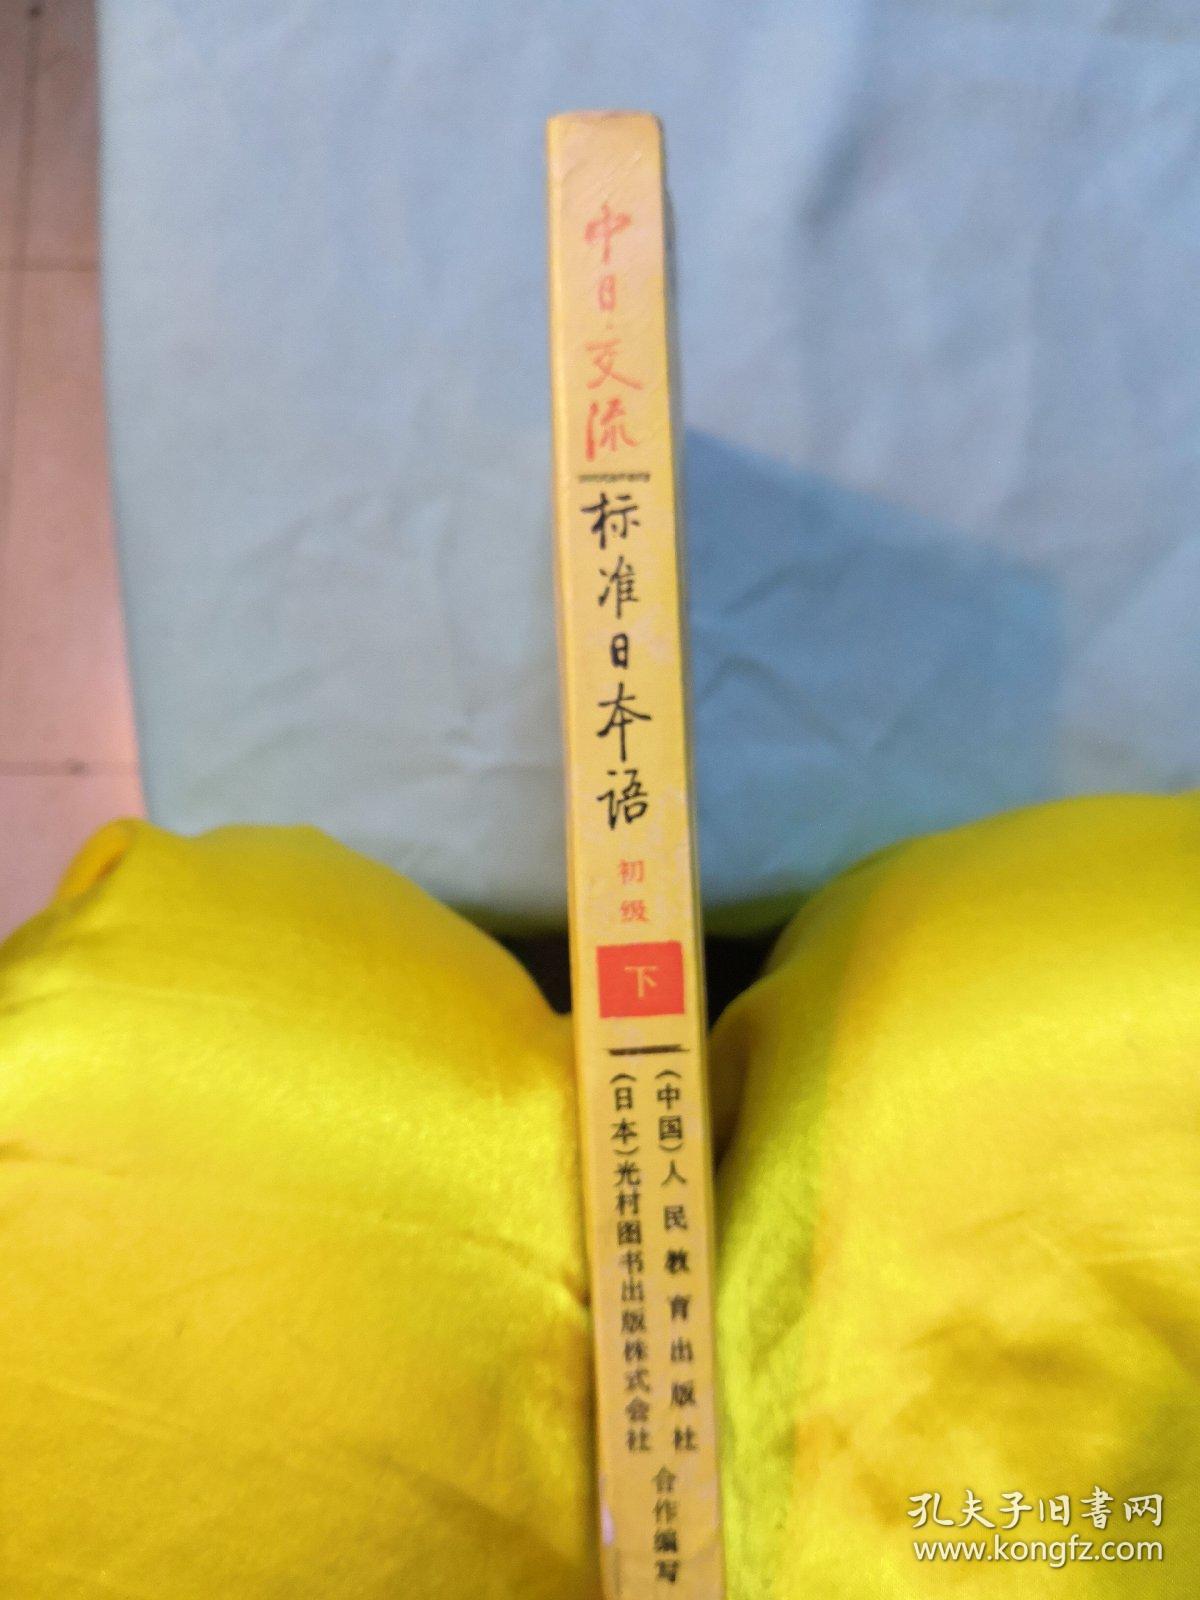 中日交流
标准日本语
初级
下
(中国)人民教育出版社
(日本)光村图书出版株式会社
合作编写
孔夫子旧书网
www.kongfz.com